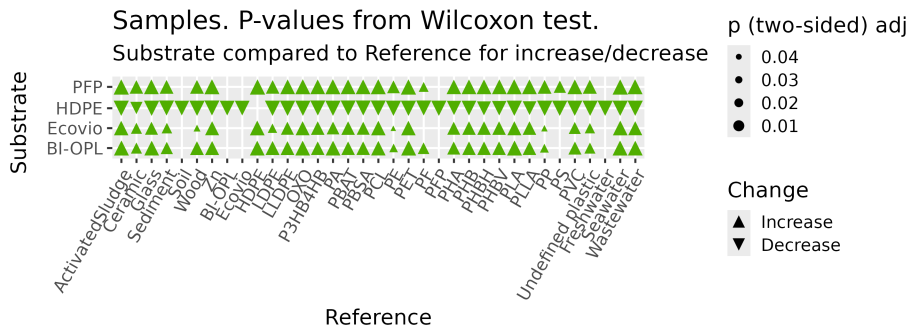 Samples. P-values from Wilcoxon test.
Substrate compared to Reference for increase/decrease
Substrate
PFP
HDPE
Ecovio
BI-OPL
ActivatedSludge
Ceramic
Glass
Sediment
Soil
Wood
Zn
BI-OPL
Ecovio
HDPE
LDPE
LLDPE
OXO
P3HB4HB
PA
PBAT
PBSA
PCL
PE
PET
PF
PFP
PHA
PHB
PHBH
PHBV
PLA
PLLA
PP
PS
PVC
Undefined plastic
Freshwater
Seawater
Wastewater
Reference
p (two-sided) adj
0.04
0.03
0.02
0.01
Change
Increase
Decrease